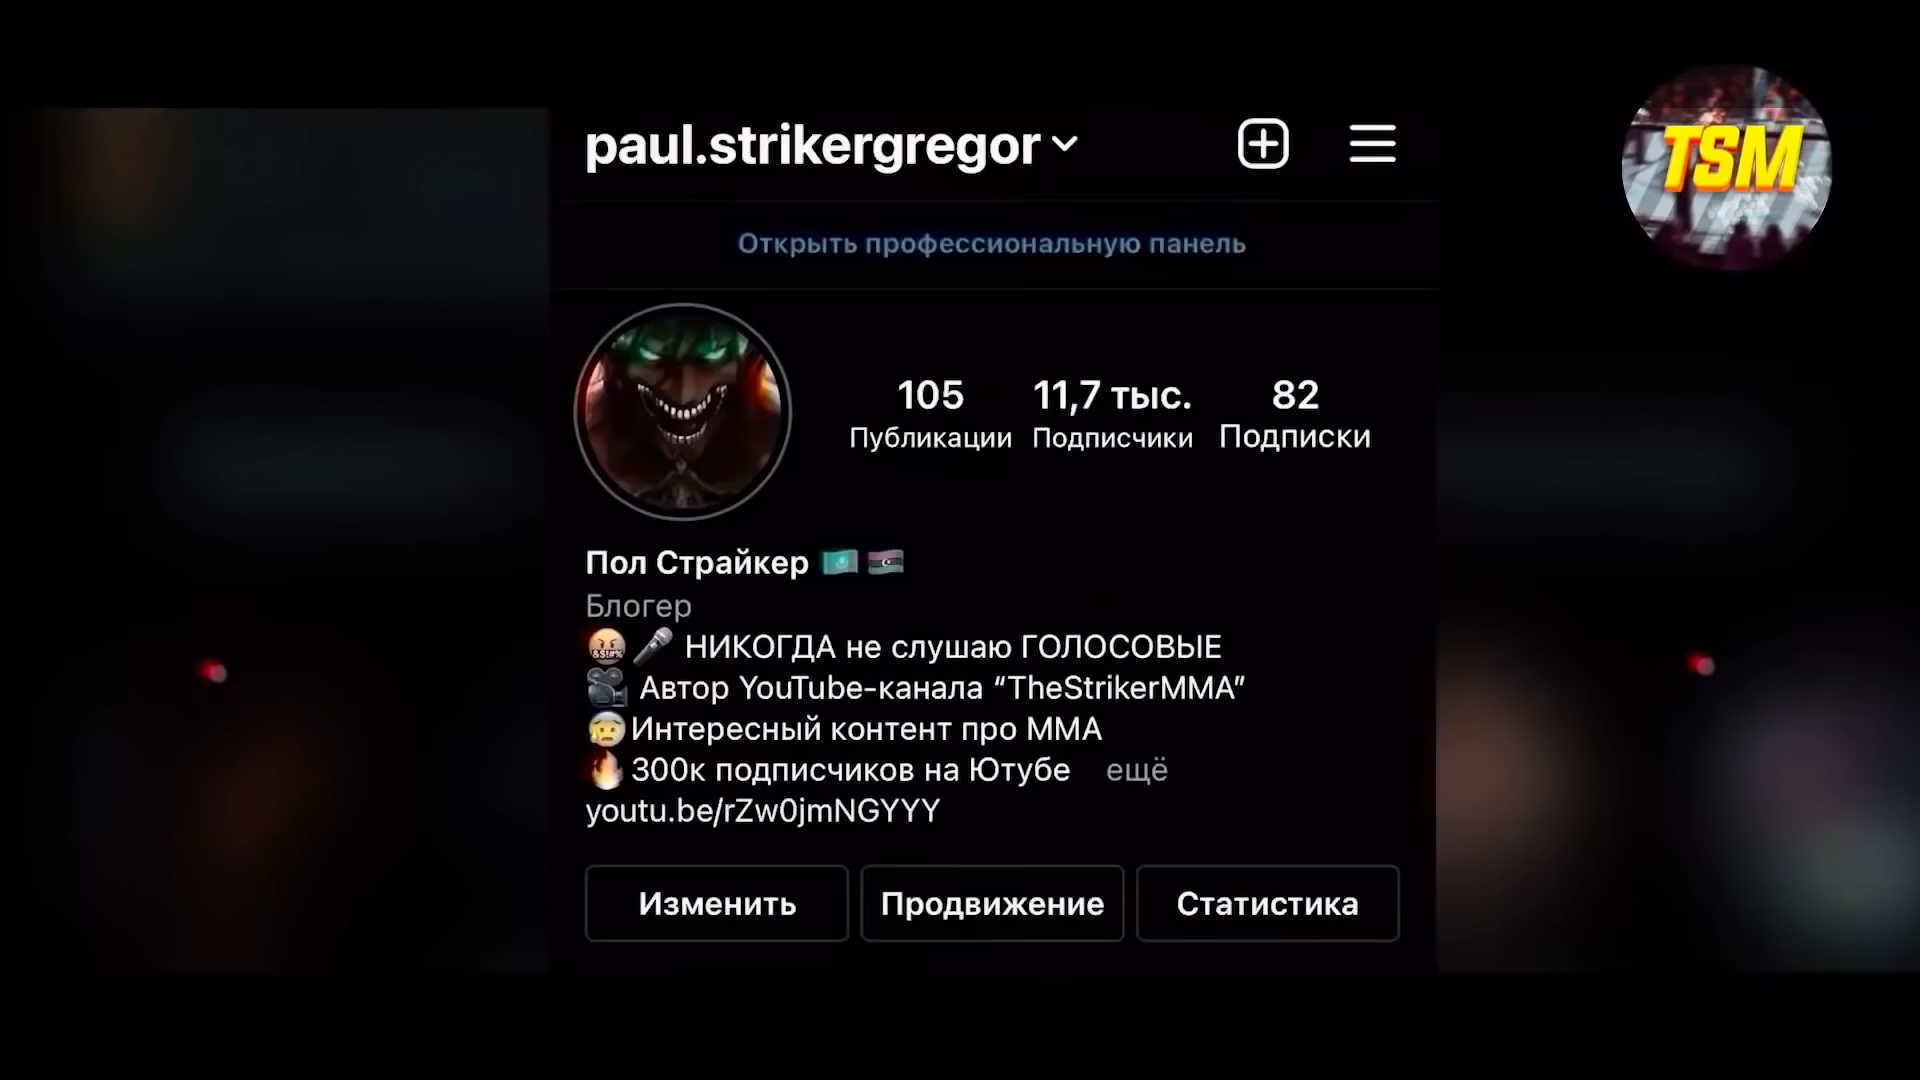 paul.strikergregor
TSM
Открыть профессиональную панель
105
11,7 тыс.
82
Публикации
Подписчики
Подписки
Пол Страйкер
Блогер
НИКОГДА не слушаю ГОЛОСОВЫЕ
Автор YouTube-канала “TheStrikerMMA”
Интересный контент про ММА
300к подписчиков на Ютубе ещё
youtu.be/rZw0jmNGYYY
Изменить
Продвижение
Статистика